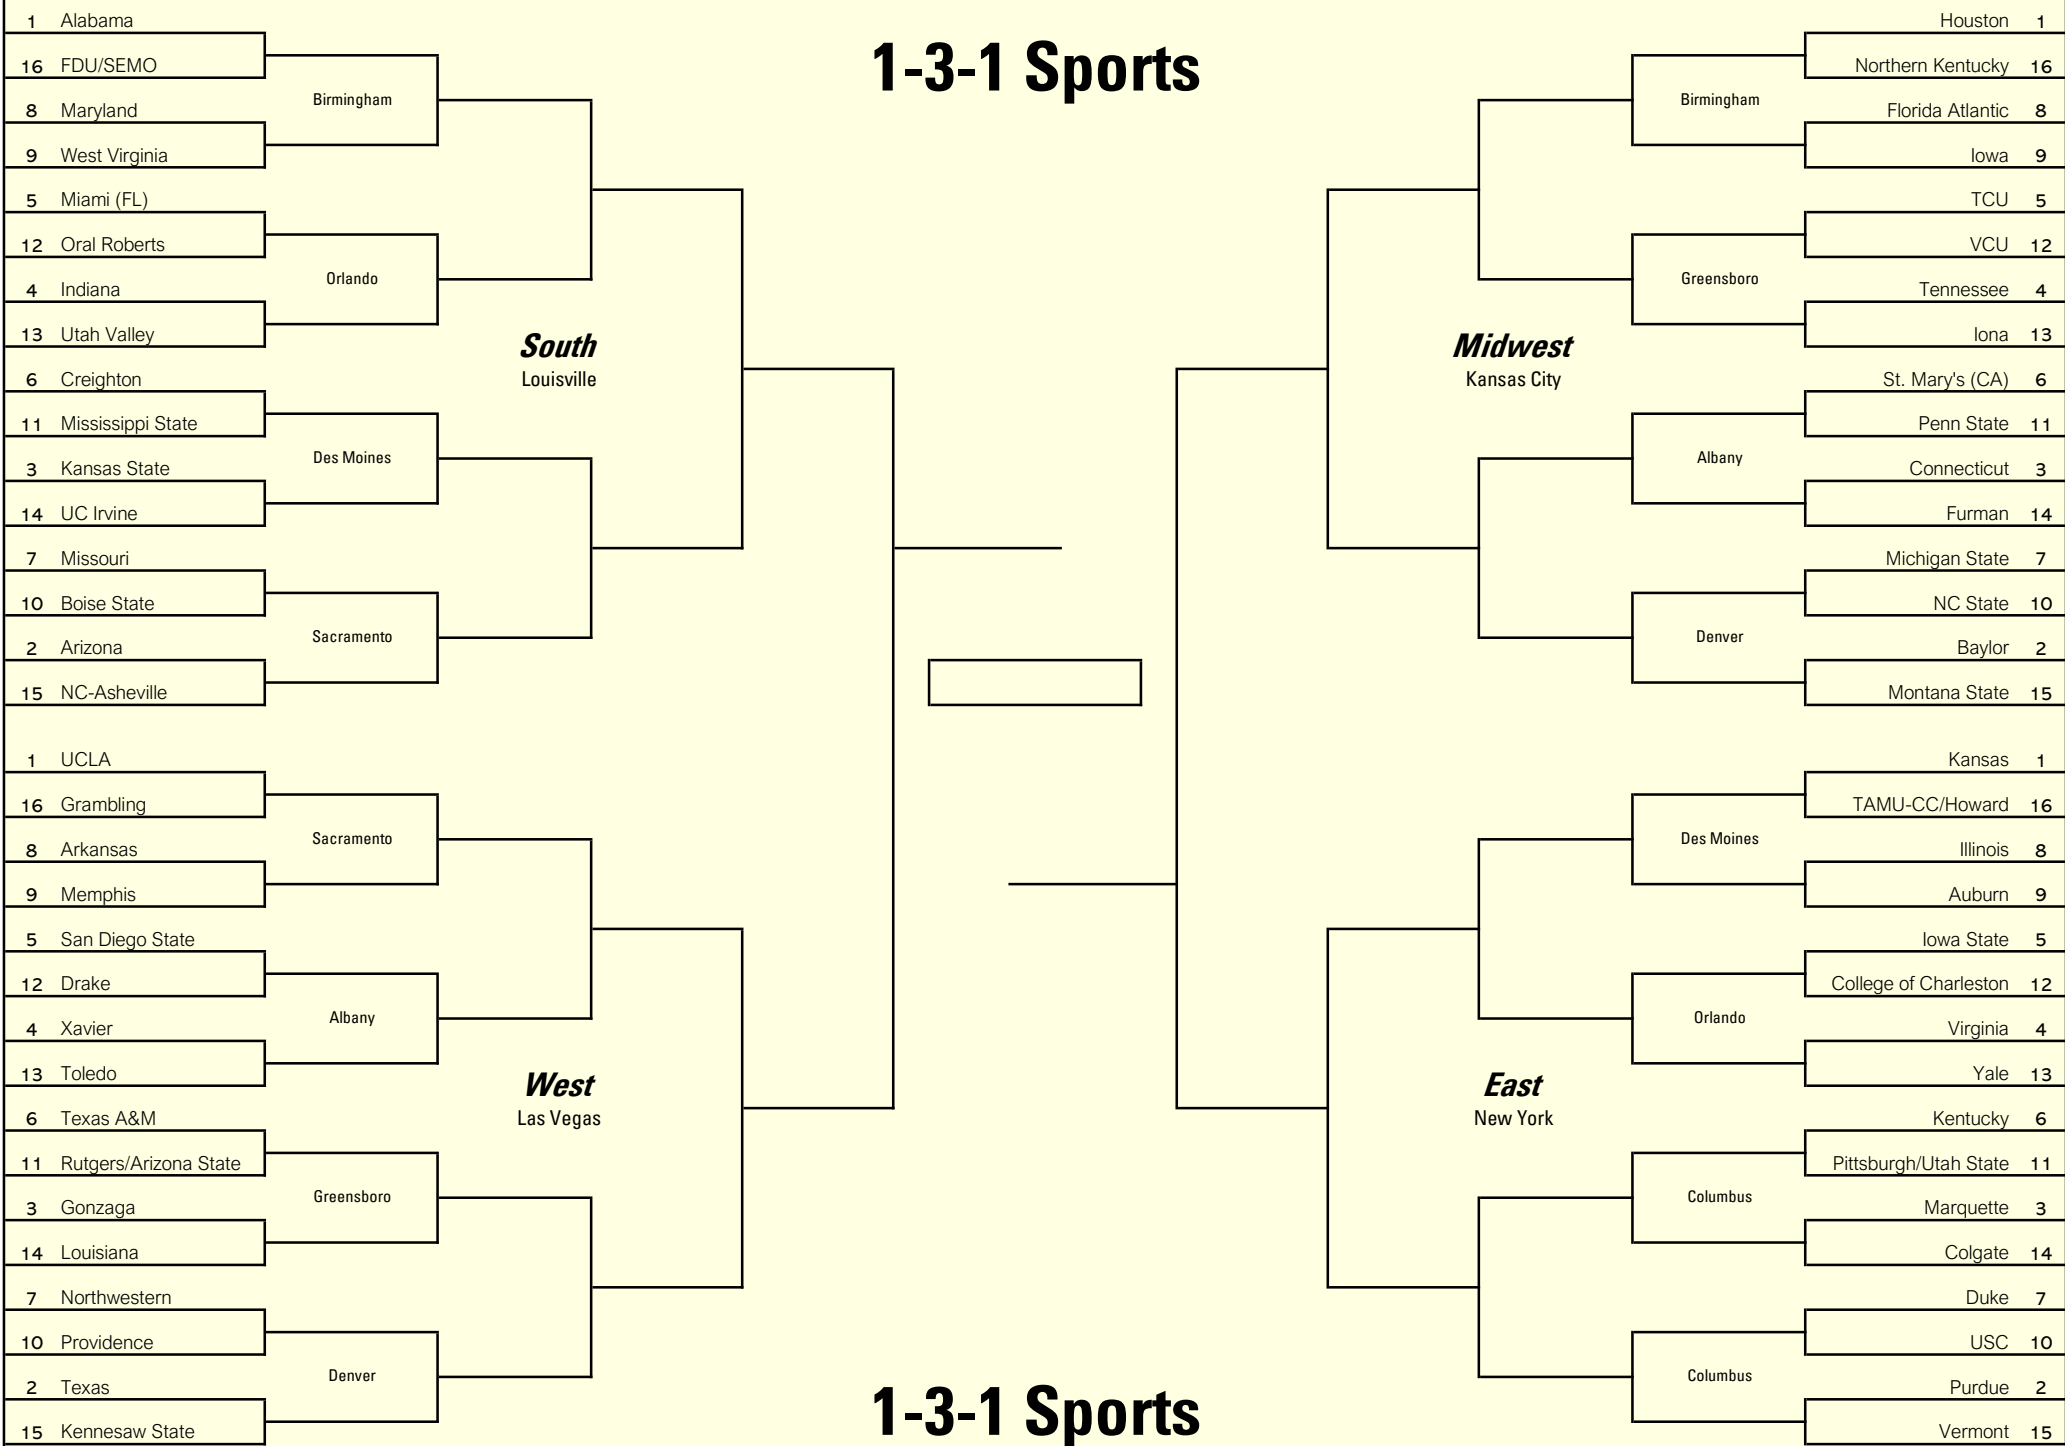 1-3-1 Sports
1 Alabama
16 FDU/SEMO
Birmingham
8 Maryland
9 West Virginia
5 Miami (FL)
12 Oral Roberts
Orlando
4 Indiana
13 Utah Valley
South
Louisville
6 Creighton
11 Mississippi State
Des Moines
3 Kansas State
14 UC Irvine
7 Missouri
10 Boise State
Sacramento
2 Arizona
15 NC-Asheville
1 UCLA
16 Grambling
Sacramento
8 Arkansas
9 Memphis
5 San Diego State
12 Drake
Albany
4 Xavier
13 Toledo
West
Las Vegas
6 Texas A&M
11 Rutgers/Arizona State
Greensboro
3 Gonzaga
14 Louisiana
7 Northwestern
10 Providence
Denver
2 Texas
15 Kennesaw State
Houston 1
Northern Kentucky 16
Birmingham
Florida Atlantic 8
Iowa 9
TCU 5
VCU 12
Greensboro
Tennessee 4
Iona 13
Midwest
Kansas City
St. Mary's (CA) 6
Penn State 11
Albany
Connecticut 3
Furman 14
Michigan State 7
NC State 10
Denver
Baylor 2
Montana State 15
Kansas 1
TAMU-CC/Howard 16
Des Moines
Illinois 8
Auburn 9
Iowa State 5
College of Charleston 12
Orlando
Virginia 4
Yale 13
East
New York
Kentucky 6
Pittsburgh/Utah State 11
Columbus
Marquette 3
Colgate 14
Duke 7
USC 10
Columbus
Purdue 2
Vermont 15
1-3-1 Sports